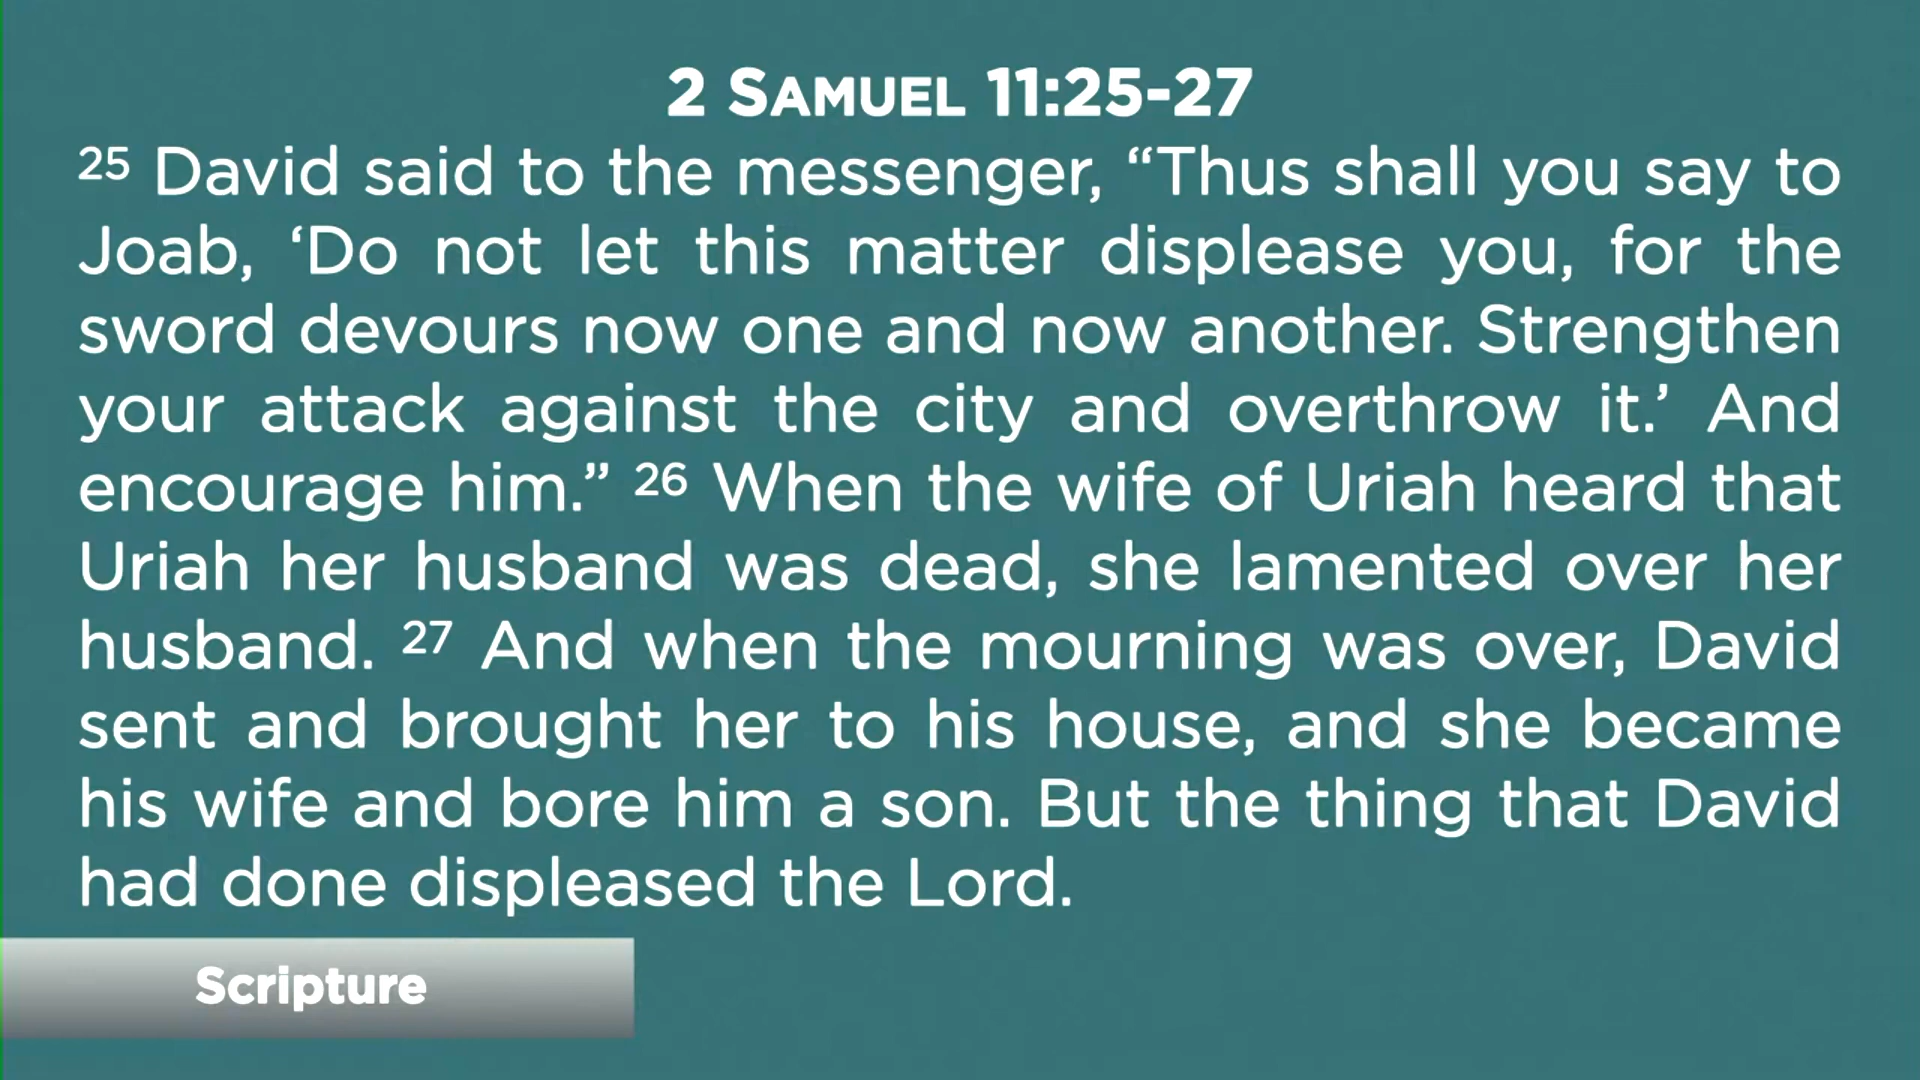 2 SAMUEL 11:25-27
25 David said to the messenger, “Thus shall you say to
Joab, ‘Do not let this matter displease you, for the
sword devours now one and now another. Strengthen
your attack against the city and overthrow it.’ And
encourage him.” 26 When the wife of Uriah heard that
Uriah her husband was dead, she lamented over her
husband. 27 And when the mourning was over, David
sent and brought her to his house, and she became
his wife and bore him a son. But the thing that David
had done displeased the Lord.
Scripture